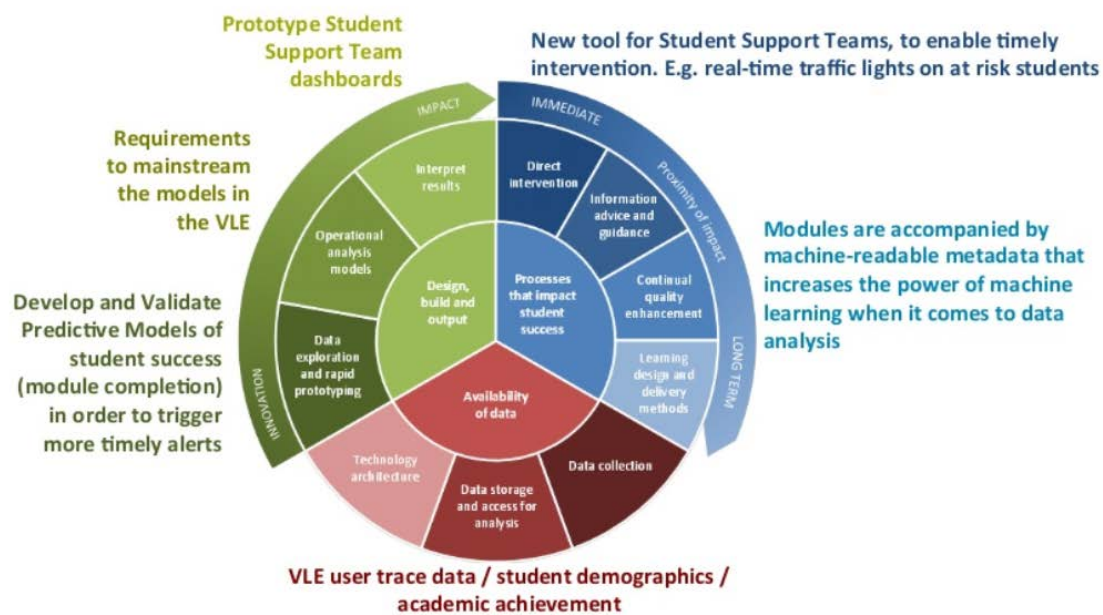 Prototype Student
Support Team
dashboards
New tool for Student Support Teams, to enable timely
intervention. E.g. real-time traffic lights on at risk students
Requirements
to mainstream
the models in
the VLE
Develop and Validate
Predictive Models of
student success
(module completion)
in order to trigger
more timely alerts
IMPACT
INNOVATION
IMMEDIATE
Proximity of impact
LONG TERM
Interpret
results
Operational
analysis
models
Data
exploration
and rapid
prototyping
Design,
build and
output
Direct
intervention
Information
advice and
guidance
Continual
quality
enhancement
Learning
design and
delivery
methods
Processes
that impact
student
success
Availability
of data
Technology
architecture
Data storage
and access for
analysis
Data collection
Modules are accompanied by
machine-readable metadata that
increases the power of machine
learning when it comes to data
analysis
VLE user trace data / student demographics /
academic achievement